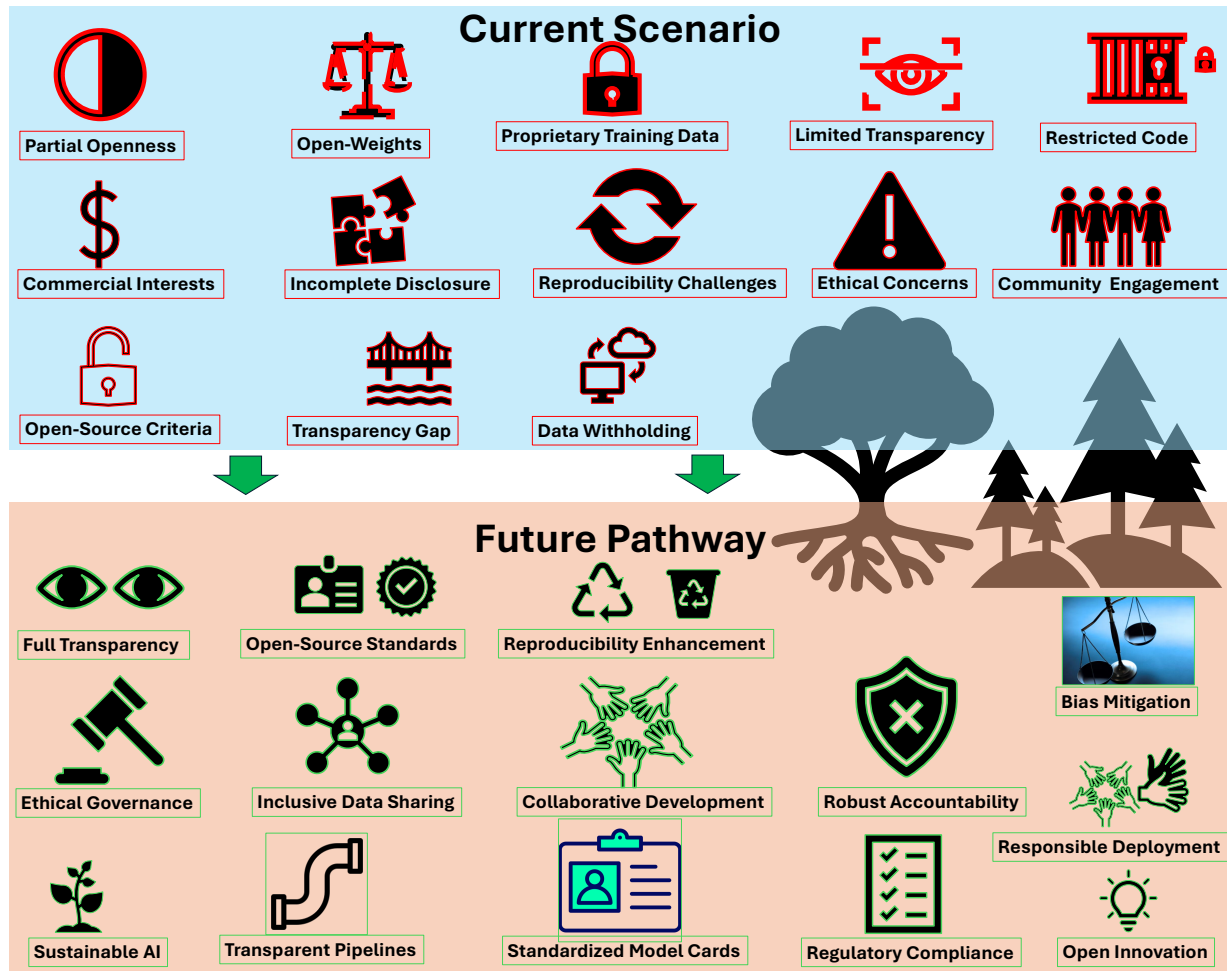 Current Scenario
Partial Openness
Open-Weights
Proprietary Training Data
Limited Transparency
Restricted Code
Commercial Interests
Incomplete Disclosure
Reproducibility Challenges
Ethical Concerns
Community Engagement
Open-Source Criteria
Transparency Gap
Data Withholding
Future Pathway
Full Transparency
Open-Source Standards
Reproducibility Enhancement
Bias Mitigation
Ethical Governance
Inclusive Data Sharing
Collaborative Development
Robust Accountability
Responsible Deployment
Sustainable AI
Transparent Pipelines
Standardized Model Cards
Regulatory Compliance
Open Innovation